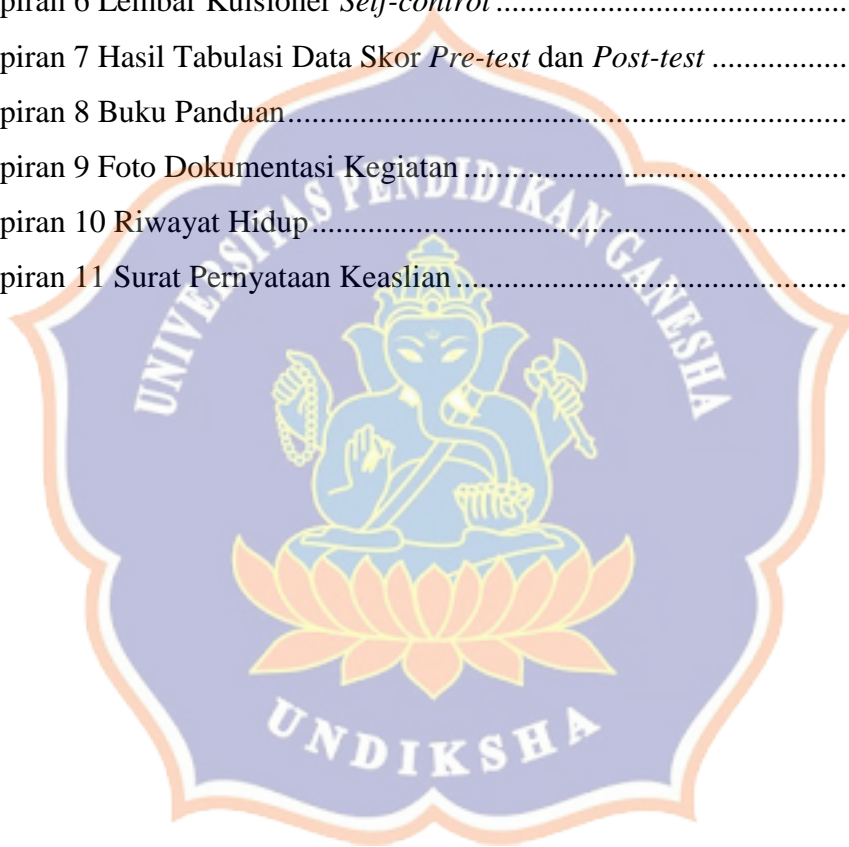 piran 6 Lembar Kuisioner Self-control ................................................
piran 7 Hasil Tabulasi Data Skor Pre-test dan Post-test .................
piran 8 Buku Panduan......................................................................
piran 9 Foto Dokumentasi Kegiatan ................................................
piran 10 Riwayat Hidup...................................................................
piran 11 Surat Pernyataan Keaslian .................................................
UNIVERSITAS PENDIDIKAN GANESHA
UNDIKSHA